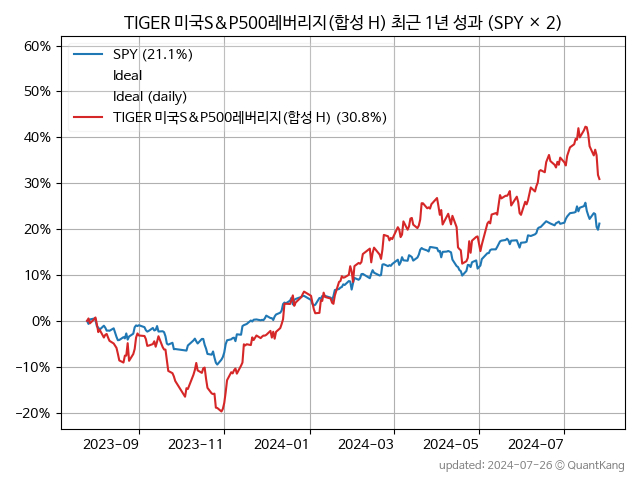 TIGER 미국S&P500레버리지(합성 H) 최근 1년 성과 (SPY × 2)
SPY (21.1%)
Ideal
Ideal (daily)
TIGER 미국S&P500레버리지(합성 H) (30.8%)
60%
50%
40%
30%
20%
10%
0%
−10%
−20%
2023-09 2023-11 2024-01 2024-03 2024-05 2024-07
updated: 2024-07-26 © QuantKang